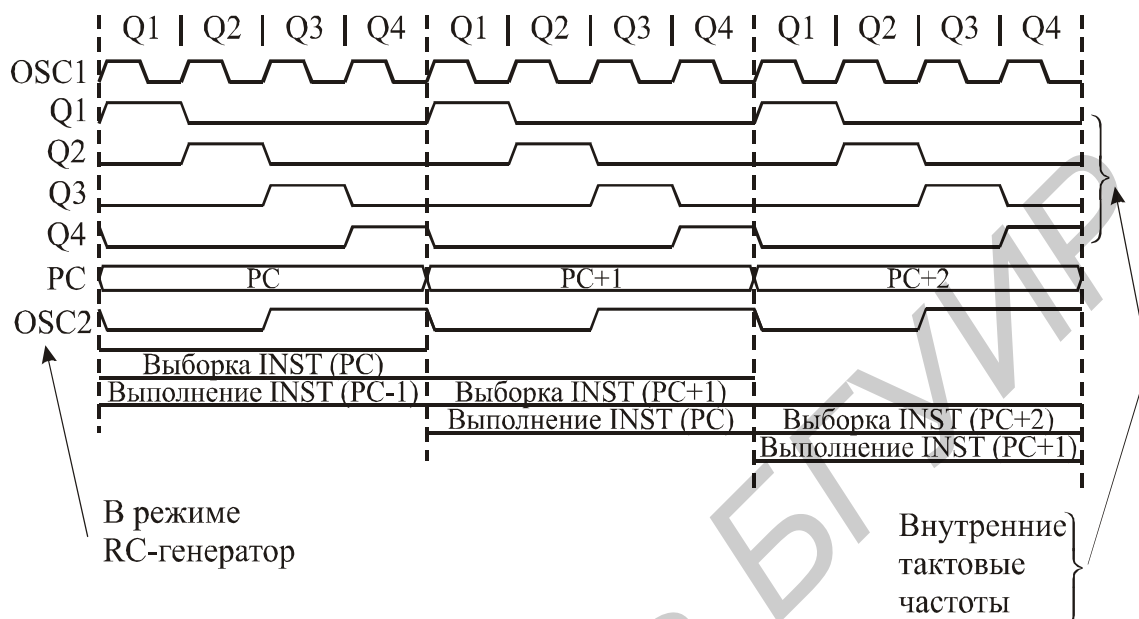 Q1 | Q2 | Q3 | Q4 Q1 | Q2 | Q3 | Q4 Q1 | Q2 | Q3 | Q4
OSC1
Q1
Q2
Q3
Q4
PC PC PC+1 PC+2
OSC2
Выборка INST (PC)
Выполнение INST (PC-1) Выборка INST (PC+1)
Выполнение INST (PC) Выборка INST (PC+2)
Выполнение INST (PC+1)
В режиме
RC-генератор
Внутренние
тактовые
частоты
БГУИР